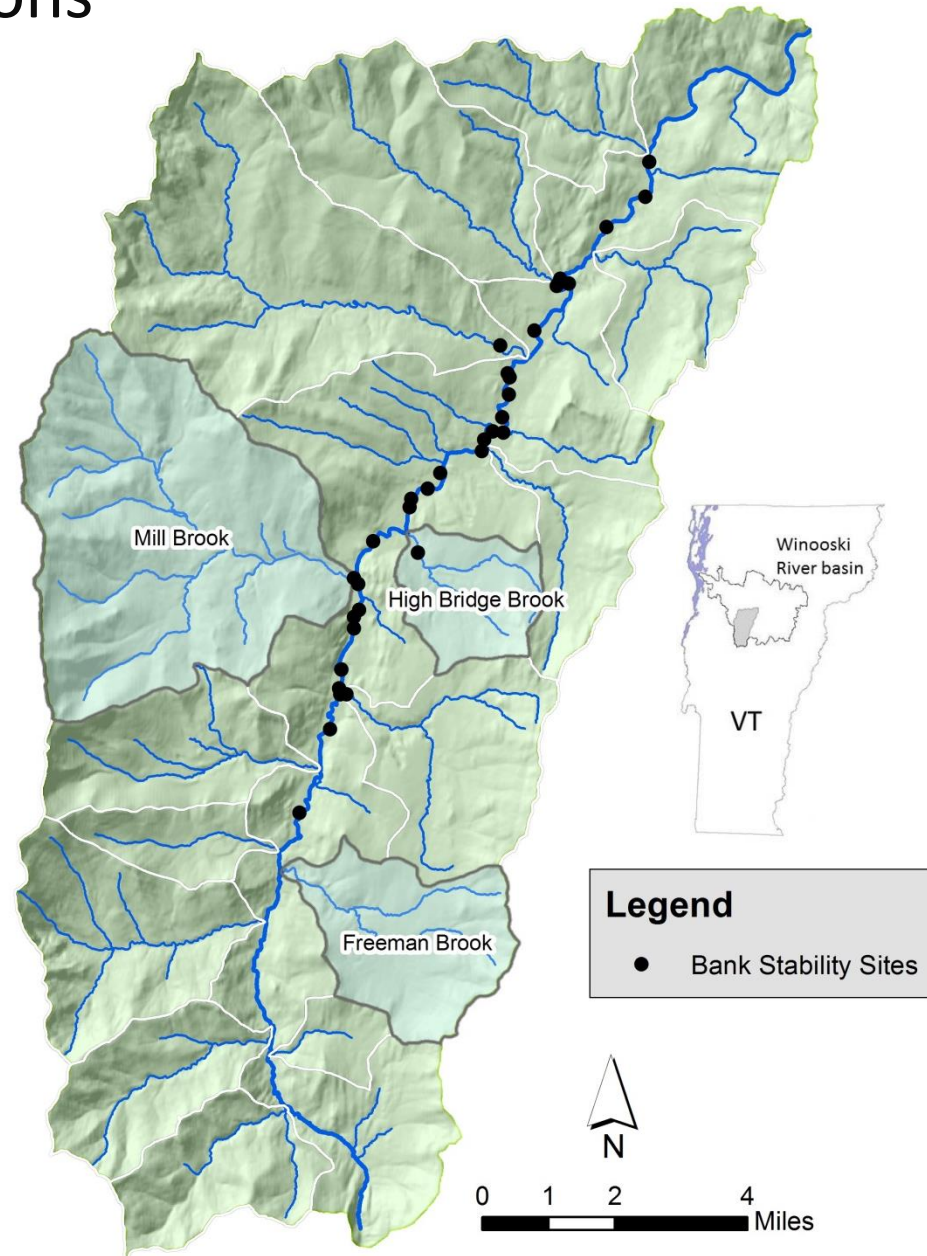 Mill Brook
High Bridge Brook
Winooski
River basin
VT
Freeman Brook
Legend
Bank Stability Sites
N
0 1 2 4
Miles